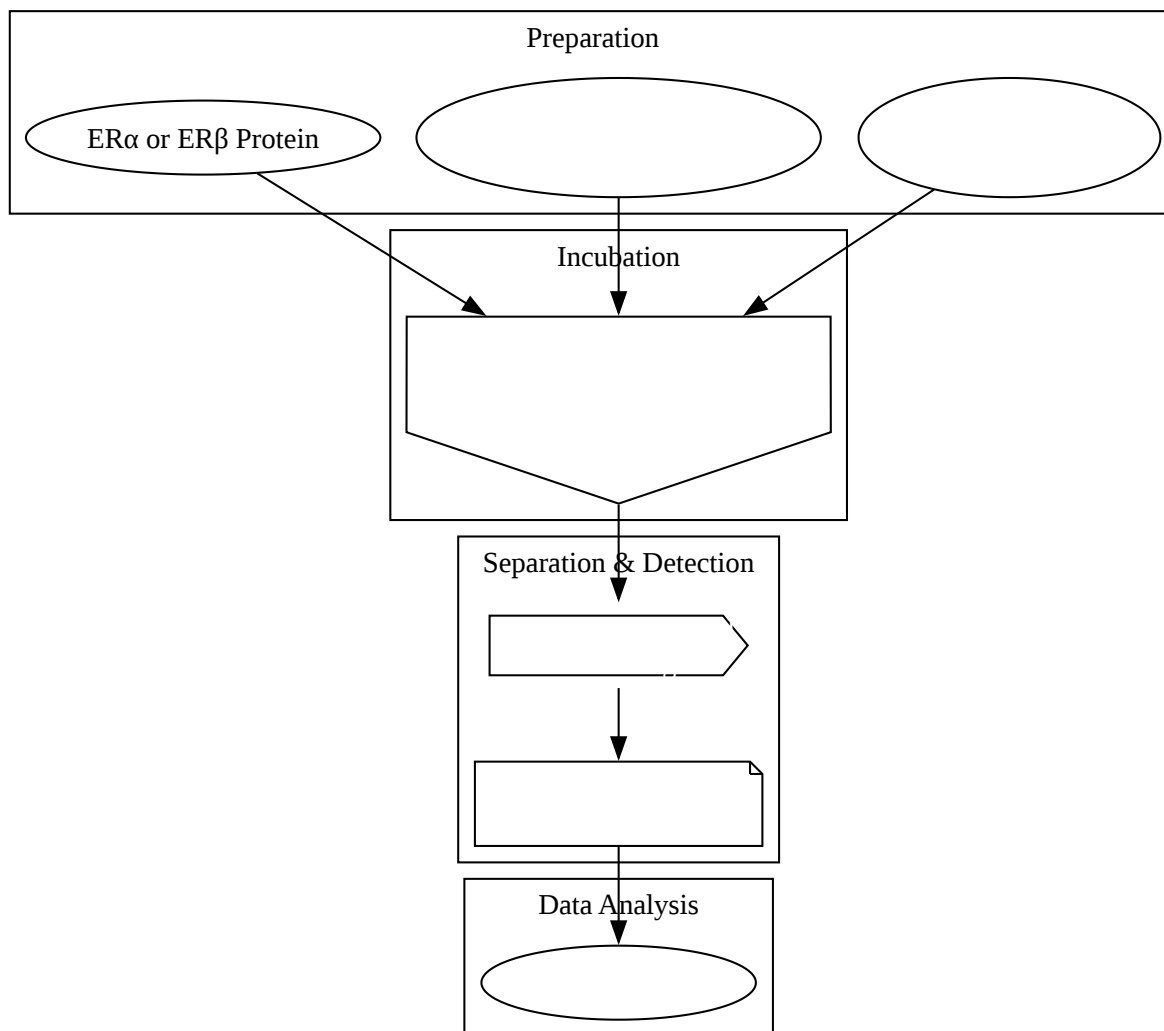 Preparation
ERα or ERβ Protein
Incubation
Separation & Detection
Data Analysis